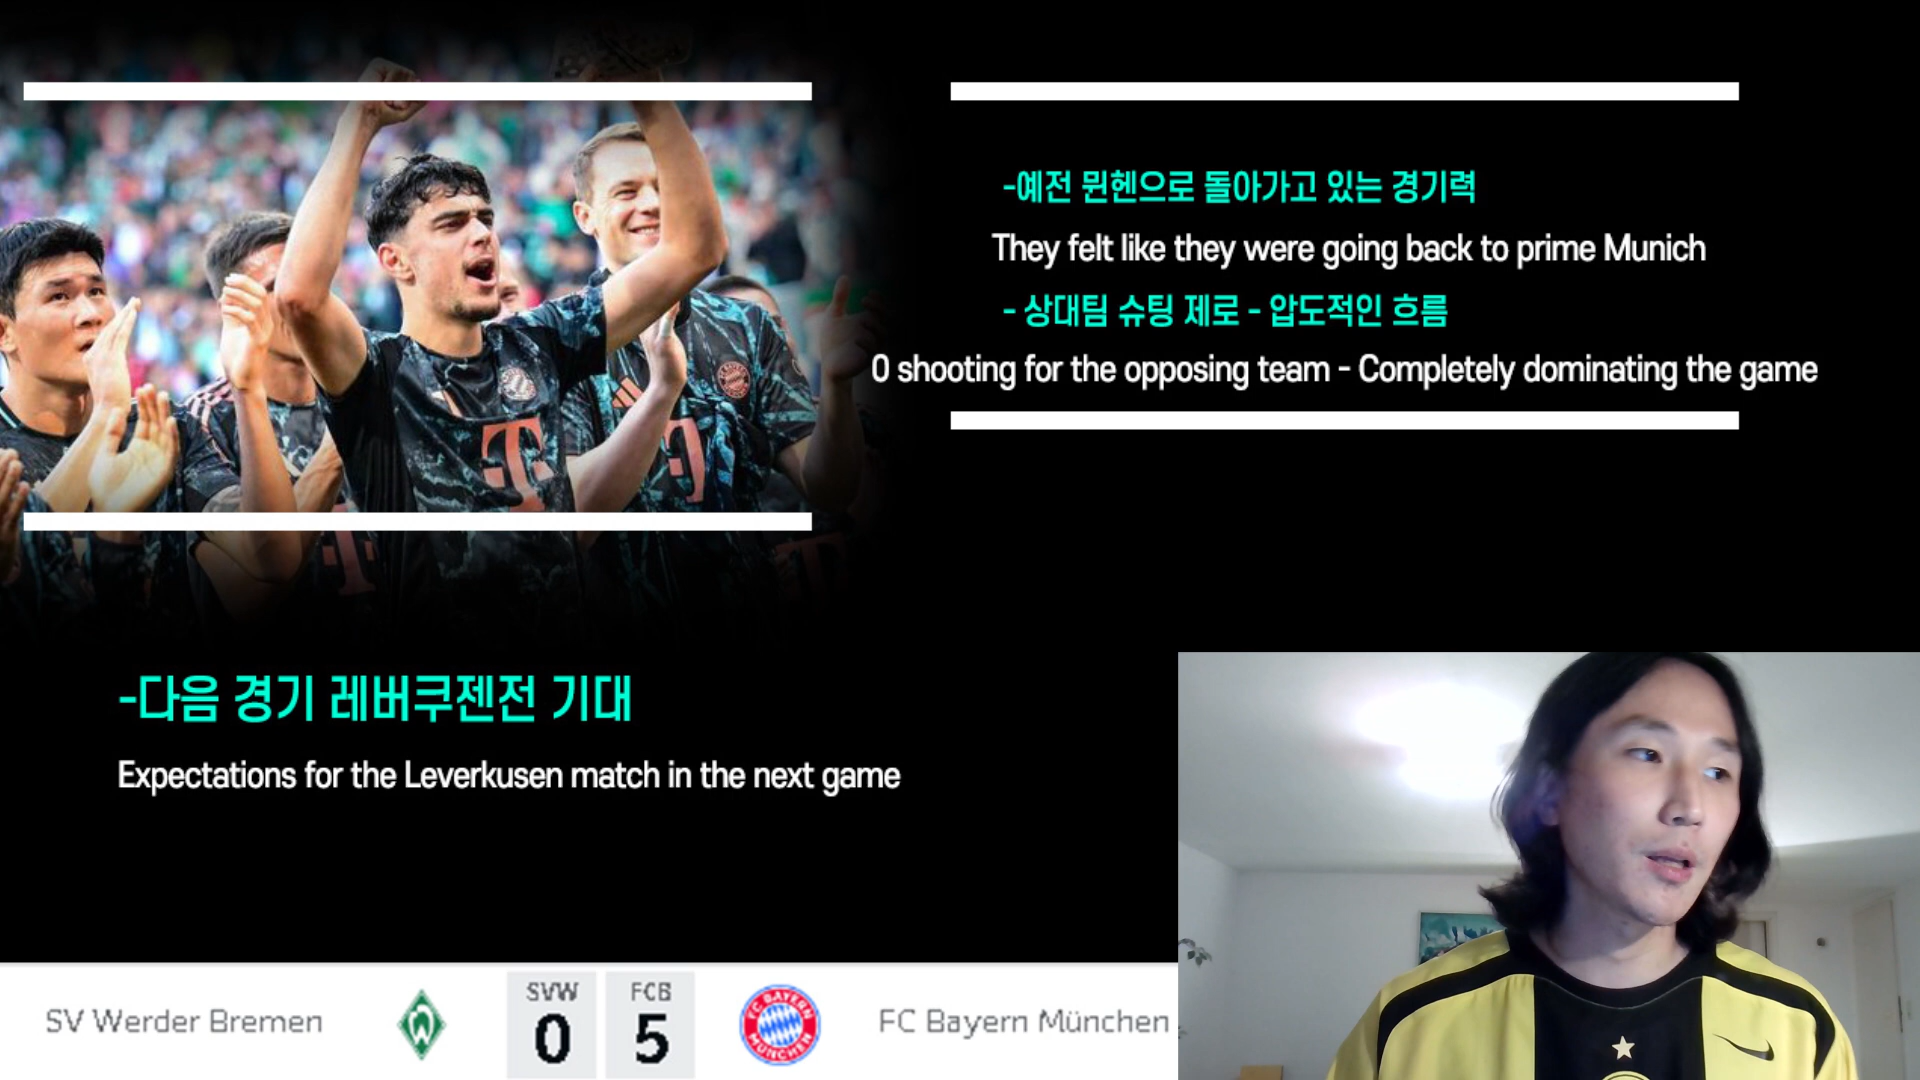 -예전 뮌헨으로 돌아가고 있는 경기력
They felt like they were going back to prime Munich
- 상대팀 슈팅 제로 - 압도적인 흐름
0 shooting for the opposing team - Completely dominating the game
-다음 경기 레버쿠젠전 기대
Expectations for the Leverkusen match in the next game
SV Werder Bremen
SVW
0
FCB
5
FC BAYERN
MÜNCHEN
FC Bayern München
T